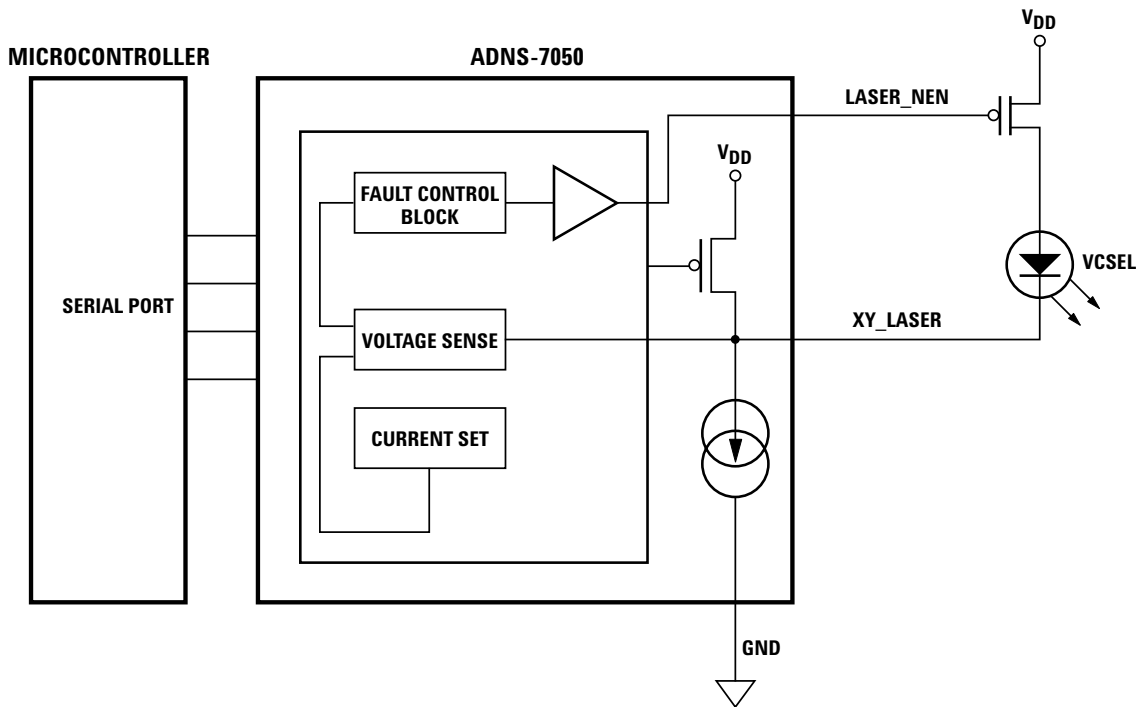 MICROCONTROLLER
ADNS-7050
VDD
LASER_NEN
VDD
FAULT CONTROL
BLOCK
VCSEL
SERIAL PORT
XY_LASER
VOLTAGE SENSE
CURRENT SET
GND